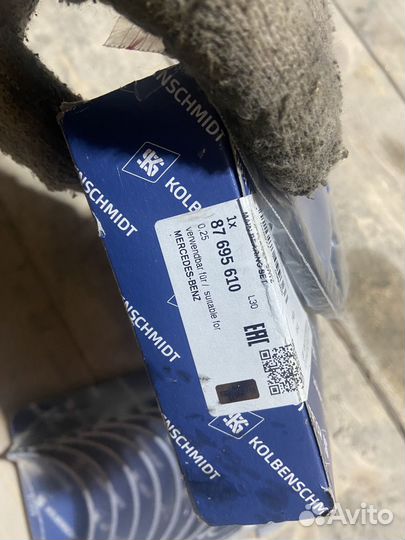 KOLBENSCHMIDT
KS
KOLBENSCHMIDT
1x
87 695 610 L30
0.25
verwendbar für / suitable for
MERCEDES-BENZ
EAC
KOLBENSCHMIDT
KS
KOLBENSCHMIDT
KOLBENSCHMIDT
Avito